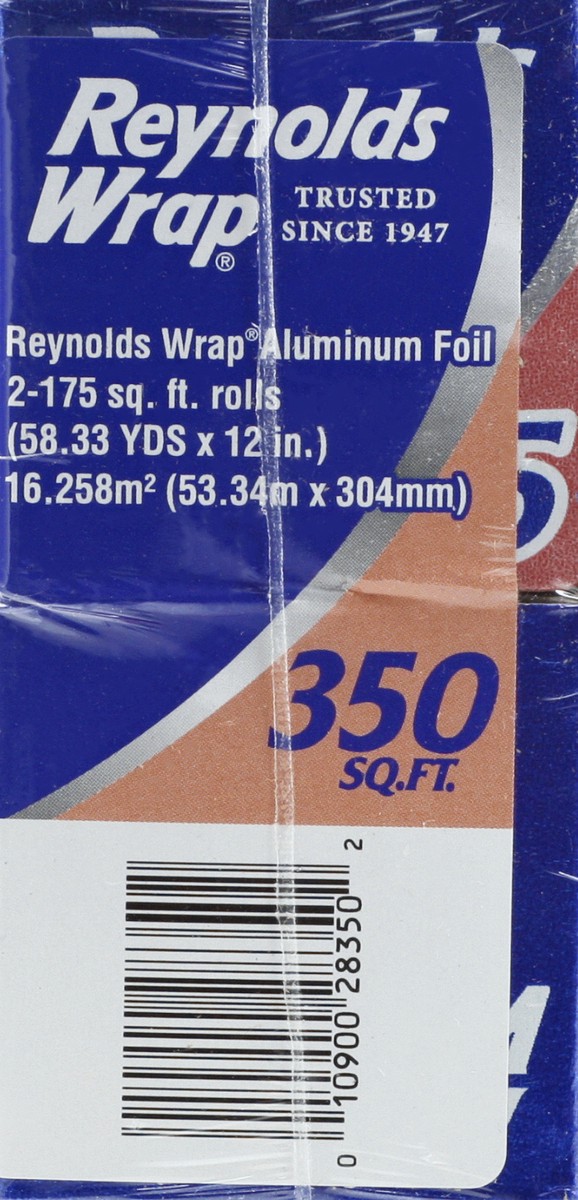 Reynolds
Wrap®
TRUSTED
SINCE 1947
Reynolds Wrap® Aluminum Foil
2-175 sq. ft. rolls
(58.33 YDS x 12 in.)
16.258m² (53.34m x 304mm)
5
350
SQ.FT.
0 10900 28350 2